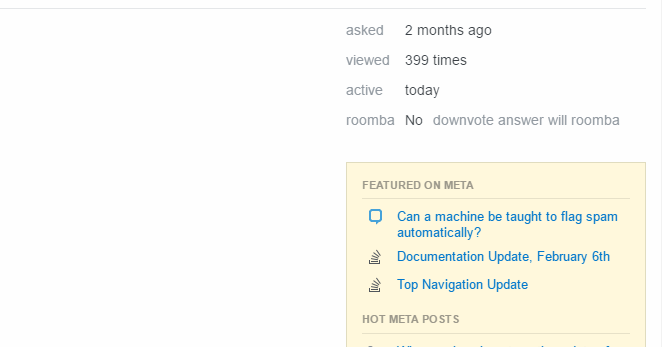 asked 2 months ago
viewed 399 times
active today
roomba No downvote answer will roomba
FEATURED ON META
Can a machine be taught to flag spam
automatically?
Documentation Update, February 6th
Top Navigation Update
HOT META POSTS